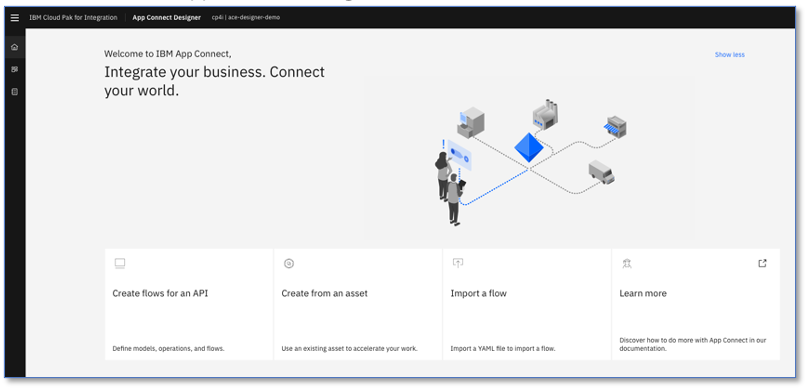 IBM Cloud Pak for Integration App Connect Designer cp4i | ace-designer-demo
Welcome to IBM App Connect,
Show less
Integrate your business. Connect
your world.
Create flows for an API
Define models, operations, and flows.
Create from an asset
Use an existing asset to accelerate your work.
Import a flow
Import a YAML file to import a flow.
Learn more
Discover how to do more with App Connect in our
documentation.